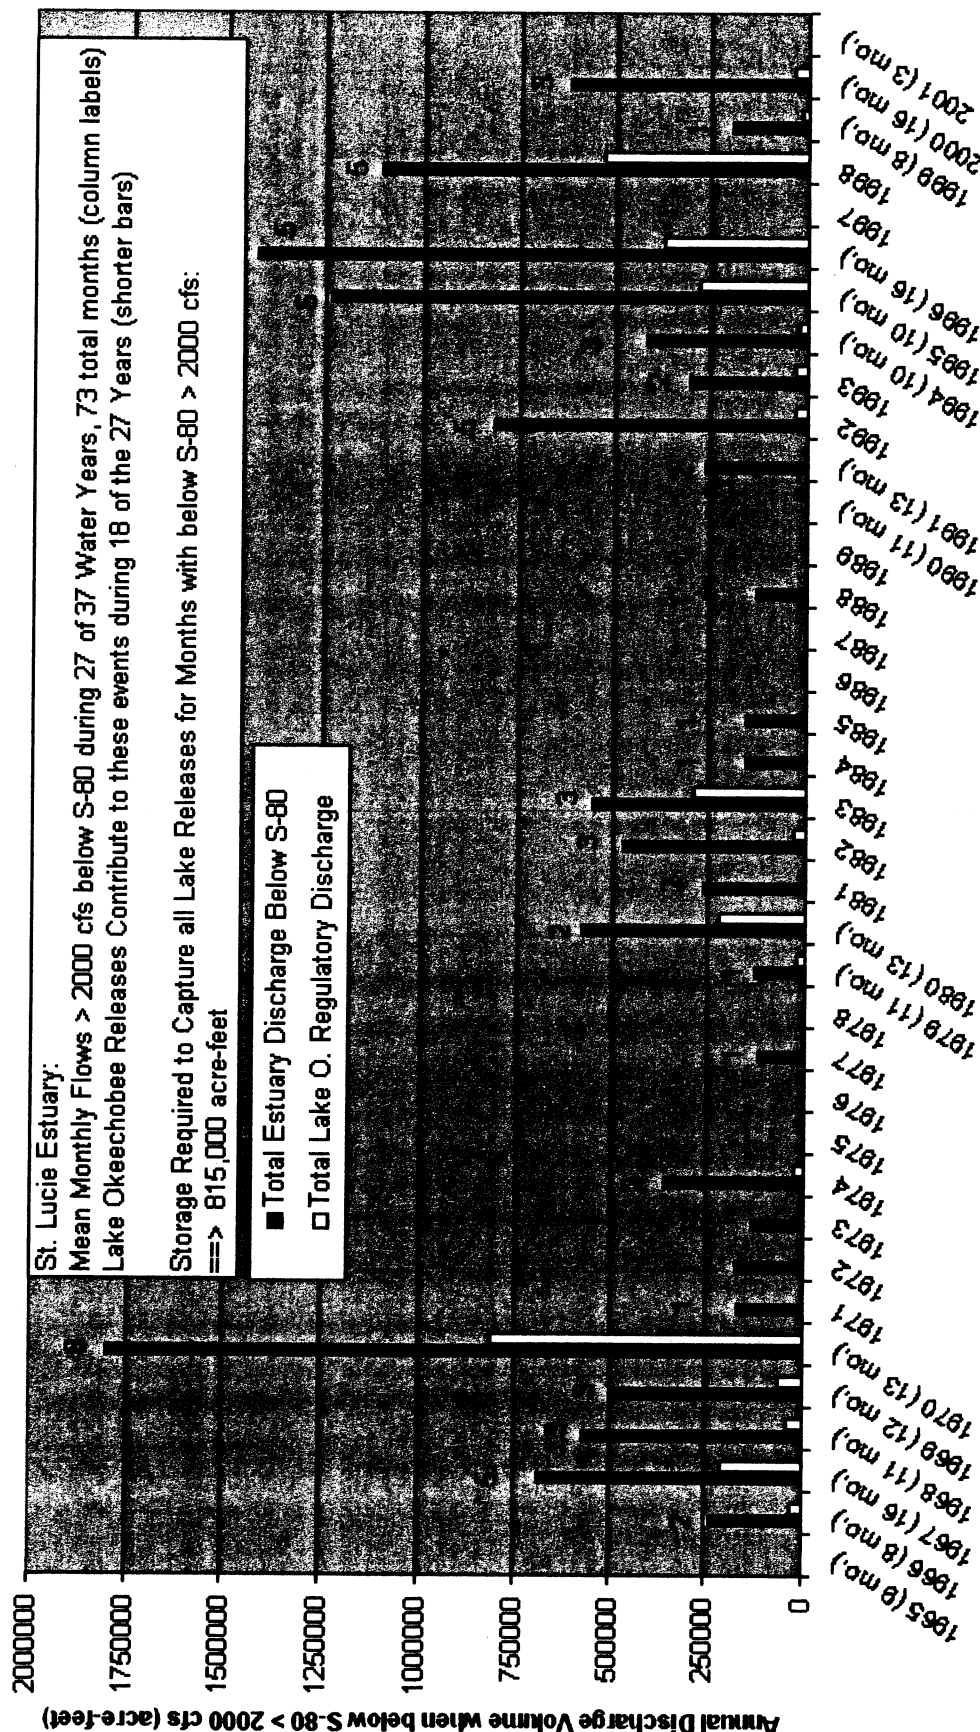 St. Lucie Estuary:
Mean Monthly Flows > 2000 cfs below S-80 during 27 of 37 Water Years, 73 total months (column labels)
Lake Okeechobee Releases Contribute to these events during 18 of the 27 Years (shorter bars)
Storage Required to Capture all Lake Releases for Months with below S-80 > 2000 cfs:
==> 815,000 acre-feet
Total Estuary Discharge Below S-80
Total Lake O. Regulatory Discharge
Annual Discharge Volume when below S-80 > 2000 cfs (acre-feet)
2000000
1750000
1500000
1250000
1000000
750000
500000
250000
0
2
3
3
5
5
1965 (9 mo.)
1966 (8 mo.)
1967 (16 mo.)
1968 (11 mo.)
1969 (12 mo.)
1970 (13 mo.)
1971
1972
1973
1974
1975
1976
1977
1978
1979 (11 mo.)
1980 (13 mo.)
1981
1982
1983
1984
1985
1986
1987
1988
1989
1990 (11 mo.)
1991 (13 mo.)
1992
1993
1994 (10 mo.)
1995 (10 mo.)
1996 (16 mo.)
1997
1998
1999 (8 mo.)
2000 (16 mo.)
2001 (3 mo.)